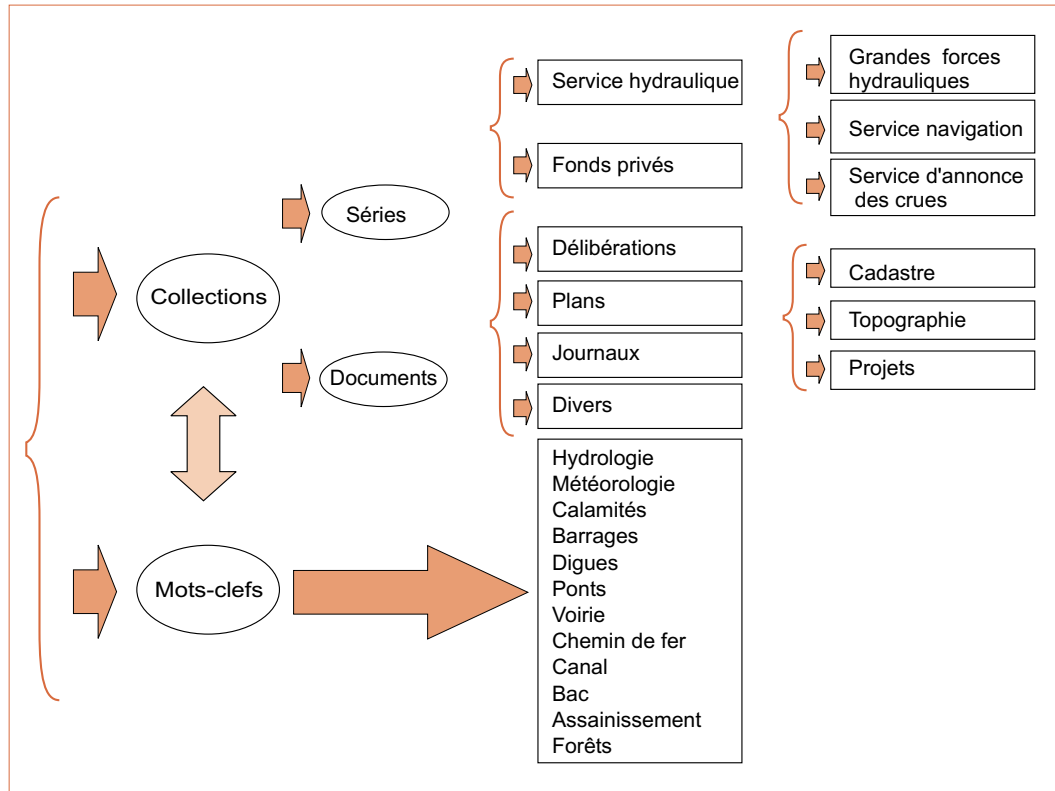 Collections
Mots-clefs
Séries
Documents
Service hydraulique
Fonds privés
Délibérations
Plans
Journaux
Divers
Hydrologie
Météorologie
Calamités
Barrages
Digues
Ponts
Voirie
Chemin de fer
Canal
Bac
Assainissement
Forêts
Grandes forces
hydrauliques
Service navigation
Service d'annonce
des crues
Cadastre
Topographie
Projets